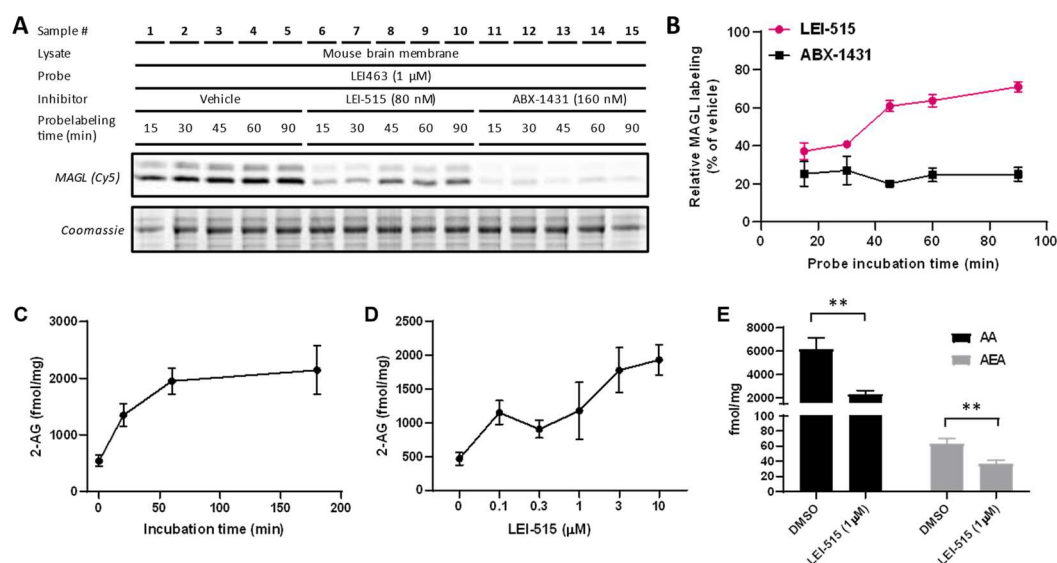 A
Sample # 1 2 3 4 5 6 7 8 9 10 11 12 13 14 15
Lysate Mouse brain membrane
Probe LEI463 (1 µM)
Inhibitor Vehicle LEI-515 (80 nM) ABX-1431 (160 nM)
Probelabeling
time (min) 15 30 45 60 90 15 30 45 60 90 15 30 45 60 90
MAGL (Cy5)
Coomassie
B
LEI-515
ABX-1431
Relative MAGL labeling
(% of vehicle)
100
80
60
40
20
0
0 20 40 60 80 100
Probe incubation time (min)
C
2-AG (fmol/mg)
3000
2000
1000
0
0 50 100 150 200
Incubation time (min)
D
2-AG (fmol/mg)
2500
2000
1500
1000
500
0
0 0.1 0.3 1 3 10
LEI-515 (µM)
E
** AA
AEA
**
fmol/mg
8000
6000
4000
2000
100
80
60
40
20
0
DMSO LEI-515 (1µM) DMSO LEI-515 (1µM)